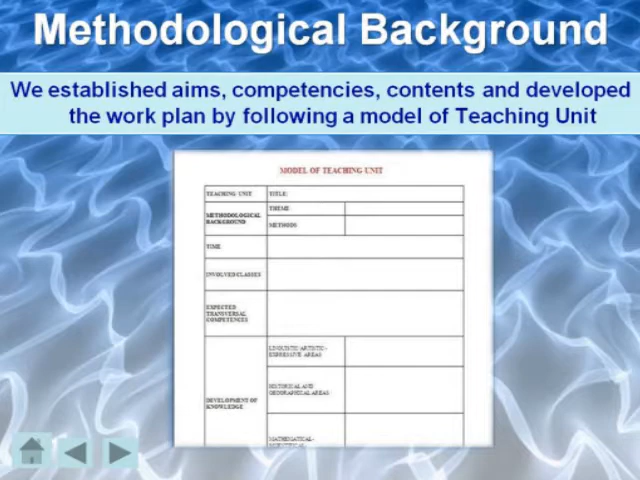 Methodological Background
We established aims, competencies, contents and developed
the work plan by following a model of Teaching Unit
MODEL OF TEACHING UNIT
TEACHING UNIT TITLE:
METHODOLOGICAL BACKGROUND THEME
METHODS
TIME
INVOLVED CLASSES
EXPECTED
TRANSVERSAL
COMPETENCES
LINGUISTIC-ARTISTIC-
EXPRESSIVE AREAS
DEVELOPMENT OF
KNOWLEDGE
HISTORICAL AND
GEOGRAPHICAL AREAS
MATHEMATICAL-